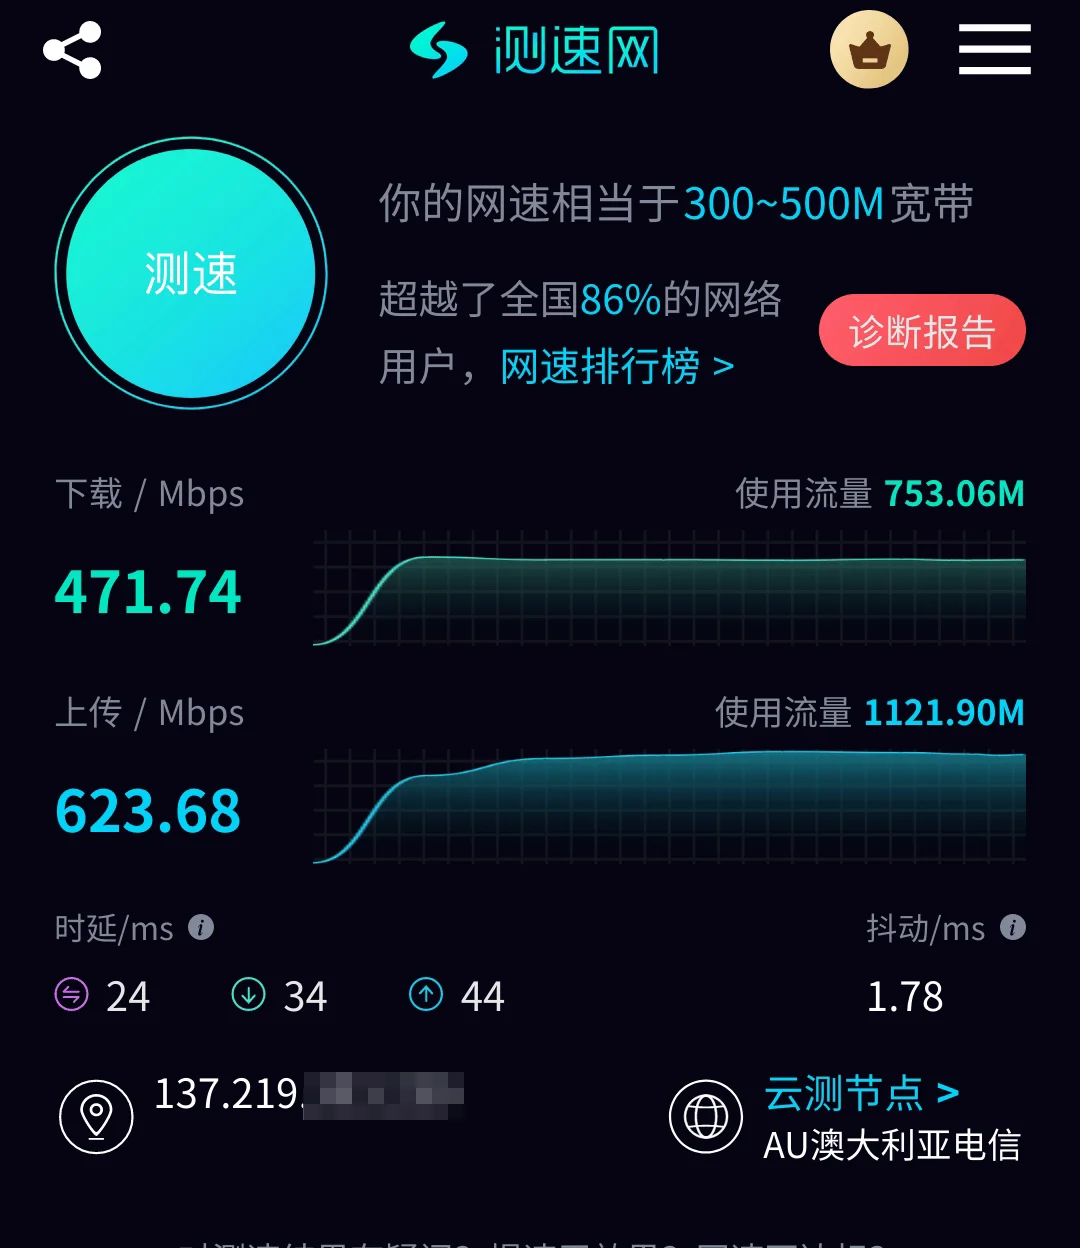 测速网
测速
你的网速相当于300~500M宽带
超越了全国86%的网络
用户，网速排行榜 >
诊断报告
下载 / Mbps
使用流量 753.06M
471.74
上传 / Mbps
使用流量 1121.90M
623.68
时延/ms
抖动/ms
24 34 44
1.78
137.219.
云测节点 >
AU澳大利亚电信